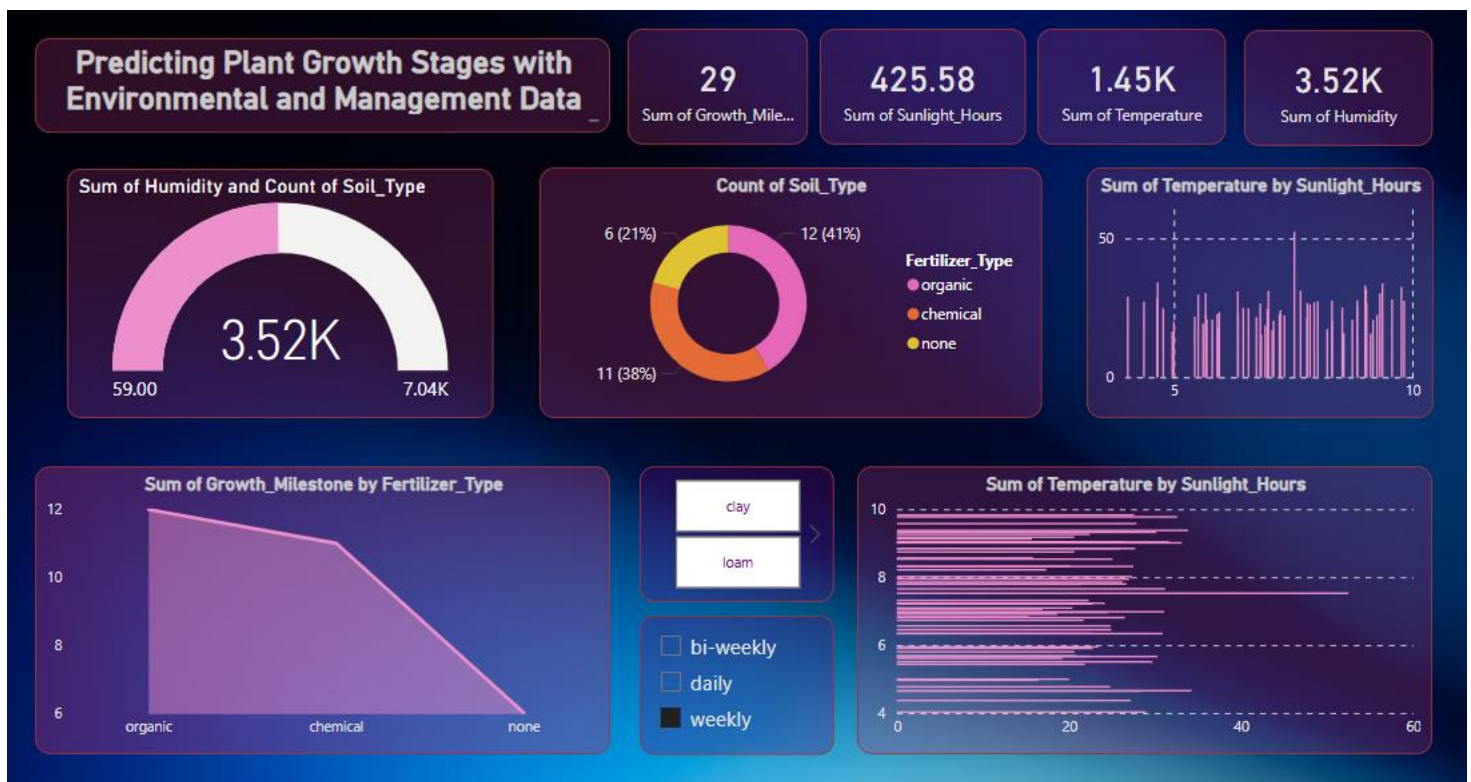 Predicting Plant Growth Stages with
Environmental and Management Data
29
Sum of Growth_Mile...
425.58
Sum of Sunlight_Hours
1.45K
Sum of Temperature
3.52K
Sum of Humidity
Sum of Humidity and Count of Soil_Type
3.52K
59.00
7.04K
Count of Soil_Type
6 (21%)
12 (41%)
11 (38%)
Fertilizer_Type
organic
chemical
none
Sum of Temperature by Sunlight_Hours
50
0
5
10
Sum of Growth_Milestone by Fertilizer_Type
12
10
8
6
organic
chemical
none
clay
loam
bi-weekly
daily
weekly
Sum of Temperature by Sunlight_Hours
10
8
6
4
0
20
40
60